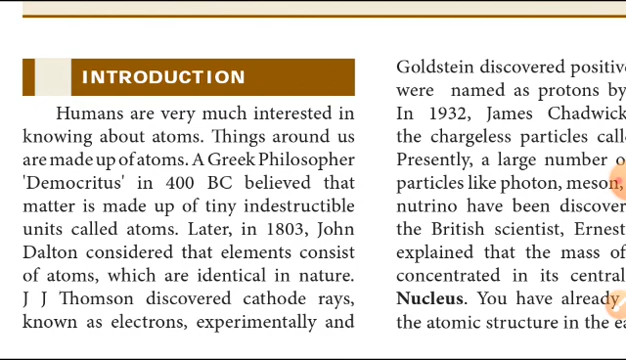 INTRODUCTION
Humans are very much interested in
knowing about atoms. Things around us
are made up of atoms. A Greek Philosopher
'Democritus' in 400 BC believed that
matter is made up of tiny indestructible
units called atoms. Later, in 1803, John
Dalton considered that elements consist
of atoms, which are identical in nature.
J J Thomson discovered cathode rays,
known as electrons, experimentally and
Goldstein discovered
were named as protons by
In 1932, James Chadwick
the chargeless particles
Presently, a large number
particles like photon, meson,
nutrino have been
the British scientist, Ernest
explained that the mass of
concentrated in its
Nucleus. You have already
the atomic structure in the